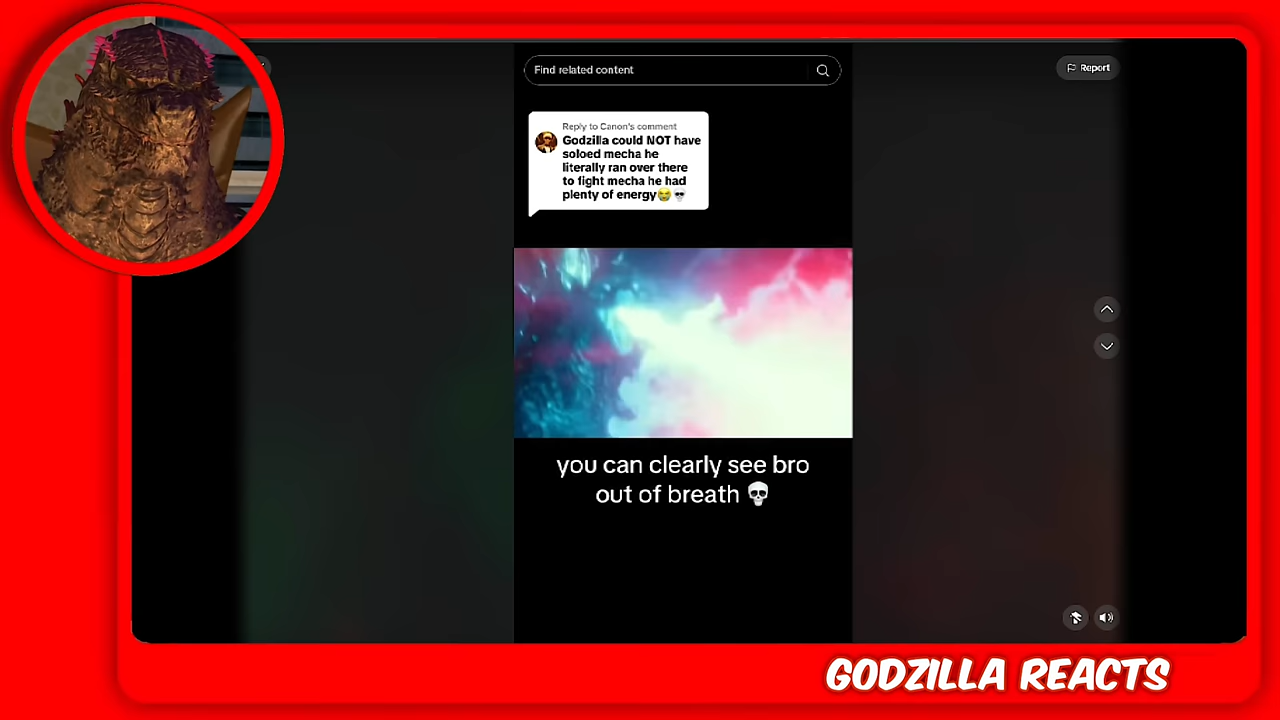 Find related content
Report
Reply to Canon's comment
Godzilla could NOT have
soloed mecha he
literally ran over there
to fight mecha he had
plenty of energy😭💀
you can clearly see bro
out of breath 💀
GODZILLA REACTS